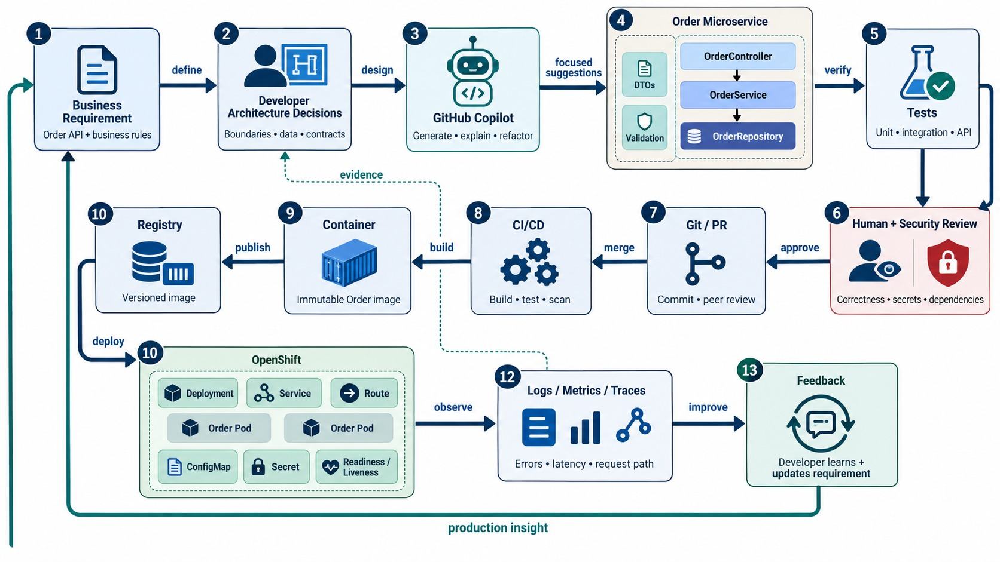 1
Business
Requirement
Order API + business rules
define
2
Developer
Architecture Decisions
Boundaries • data • contracts
design
3
</>
GitHub Copilot
Generate • explain • refactor
focused
suggestions
4
Order Microservice
DTOs
Validation
OrderController
OrderService
OrderRepository
verify
5
Tests
Unit • integration • API
evidence
10
Registry
Versioned image
publish
9
Container
Immutable Order image
build
8
CI/CD
Build • test • scan
merge
7
Git / PR
Commit • peer review
approve
6
Human + Security Review
Correctness • secrets • dependencies
deploy
10
OpenShift
Deployment
Service
Route
Order Pod
Order Pod
ConfigMap
Secret
Readiness /
Liveness
observe
12
Logs / Metrics / Traces
Errors • latency • request path
improve
13
Feedback
Developer learns +
updates requirement
production insight